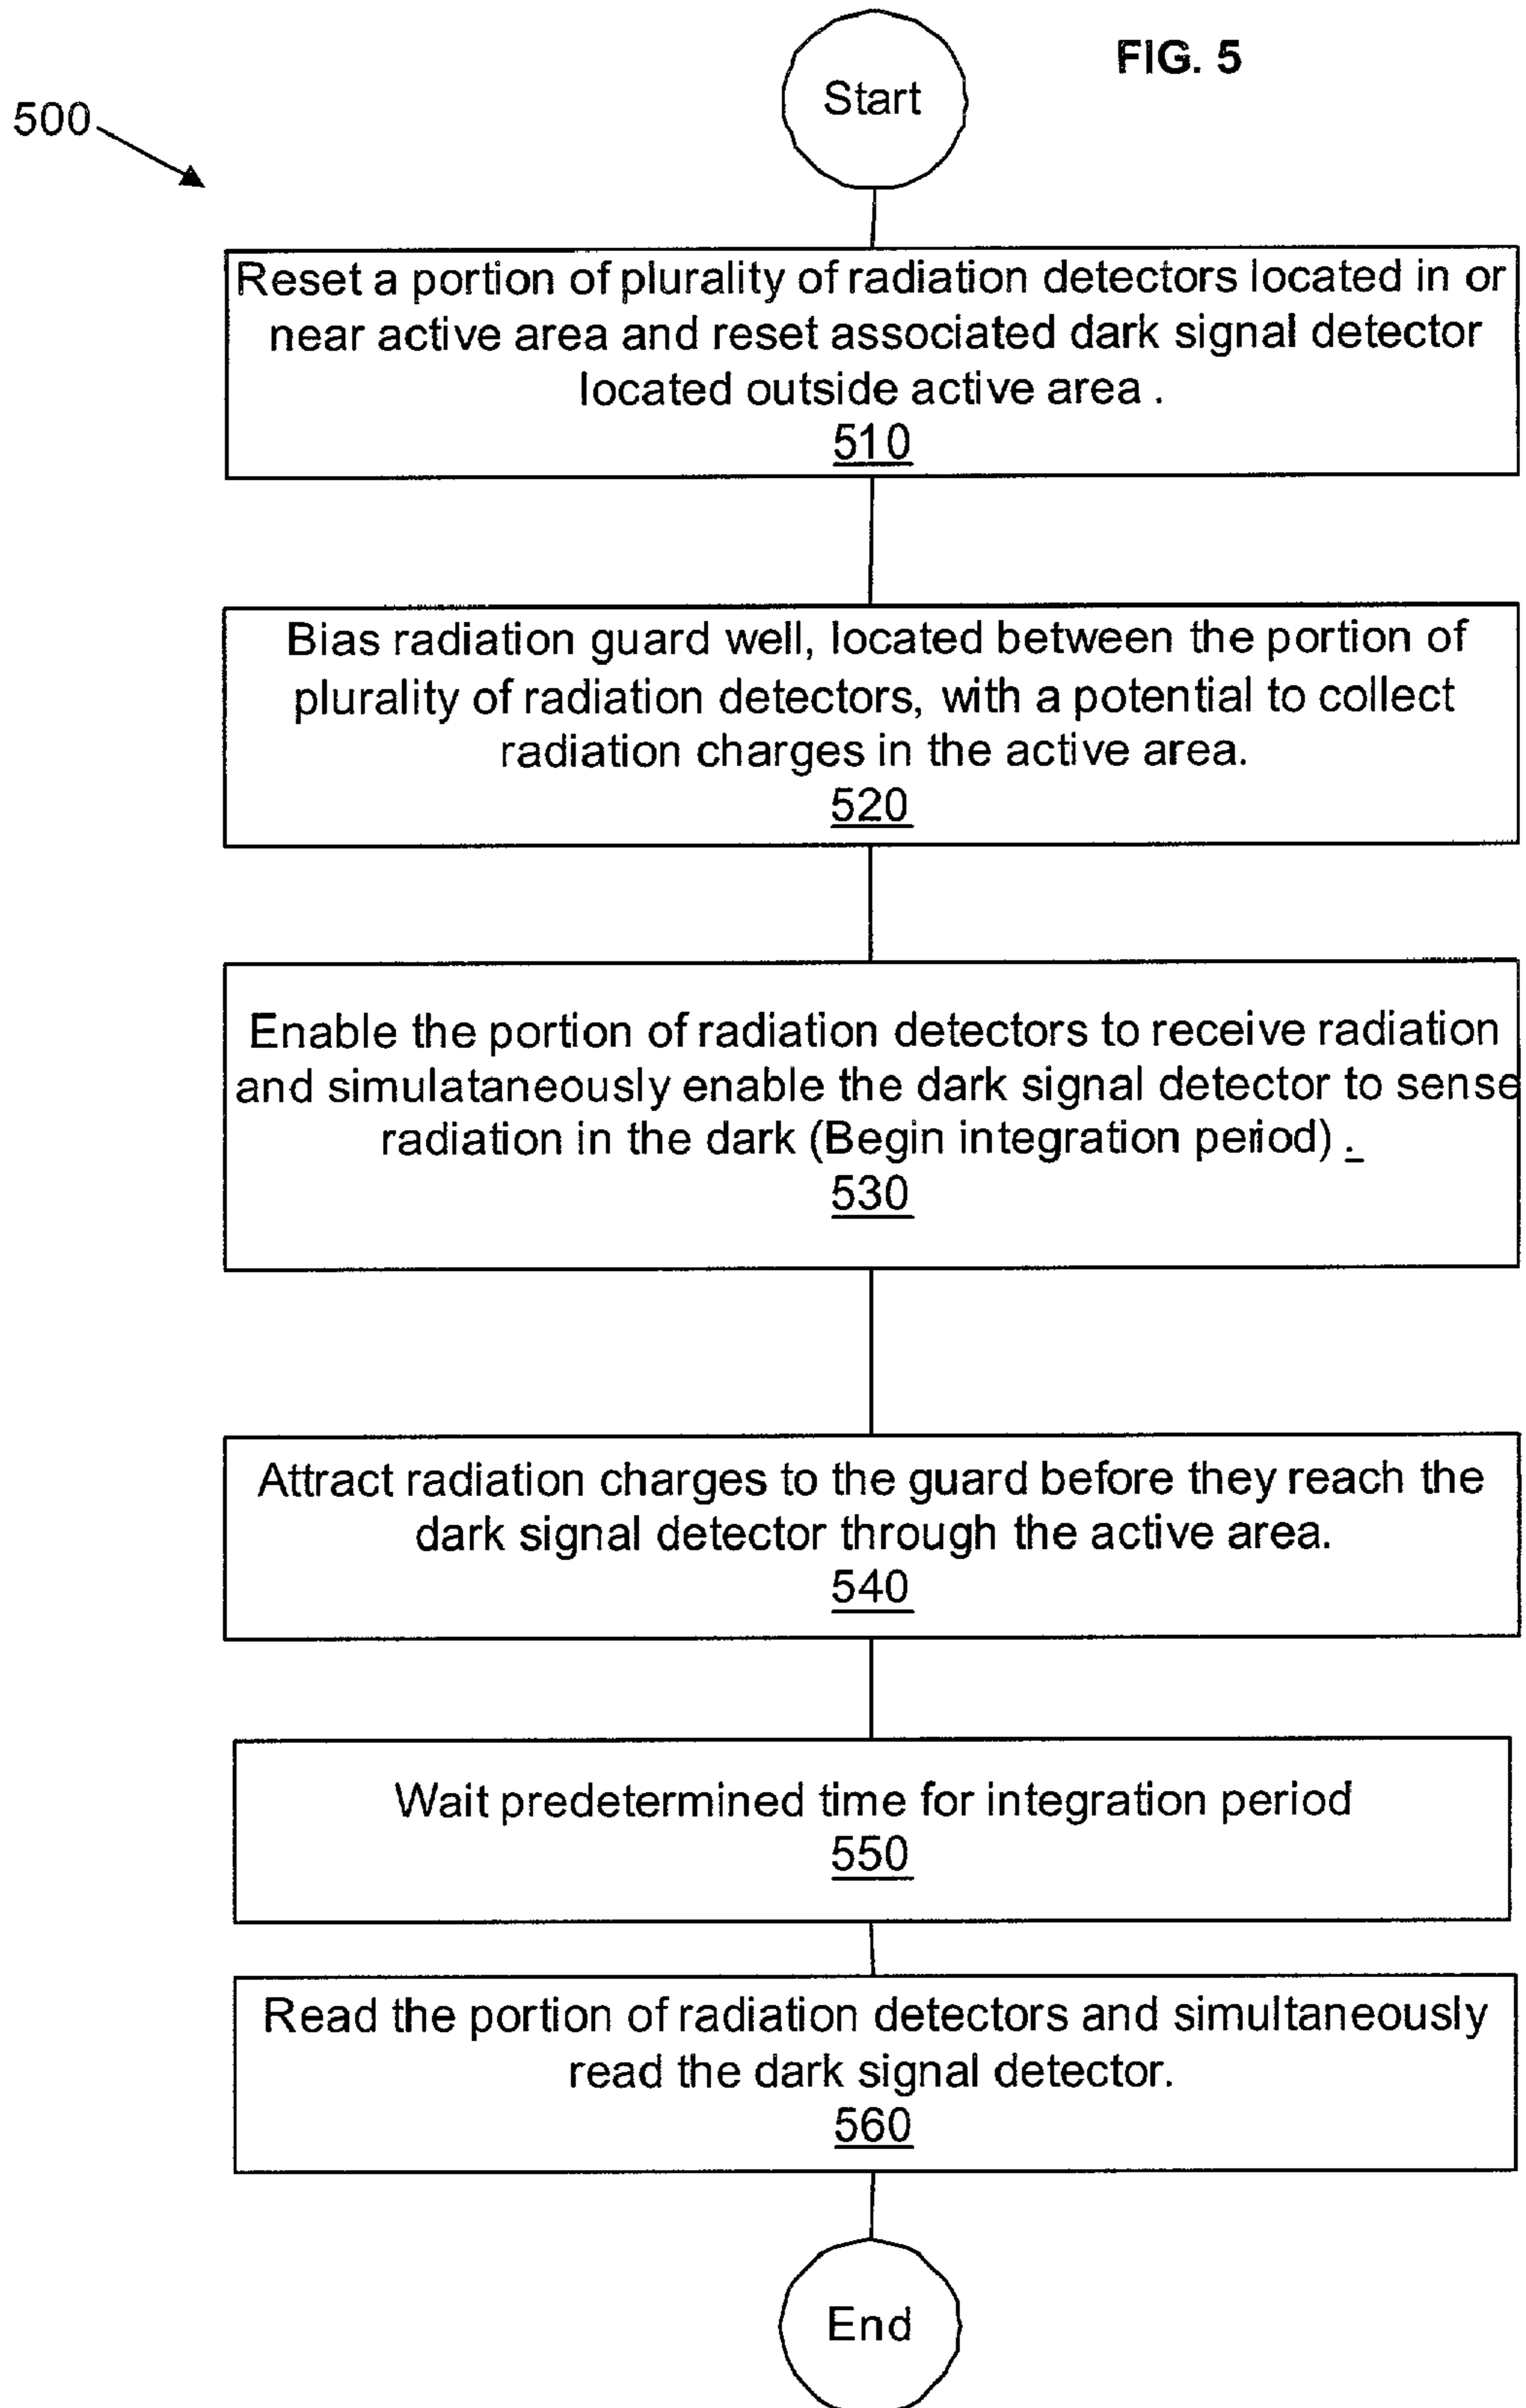 FIG. 5
Start
500
Reset a portion of plurality of radiation detectors located in or
near active area and reset associated dark signal detector
located outside active area .
510
Bias radiation guard well, located between the portion of
plurality of radiation detectors, with a potential to collect
radiation charges in the active area.
520
Enable the portion of radiation detectors to receive radiation
and simulataneously enable the dark signal detector to sense
radiation in the dark (Begin integration period) .
530
Attract radiation charges to the guard before they reach the
dark signal detector through the active area.
540
Wait predetermined time for integration period
550
Read the portion of radiation detectors and simultaneously
read the dark signal detector.
560
End